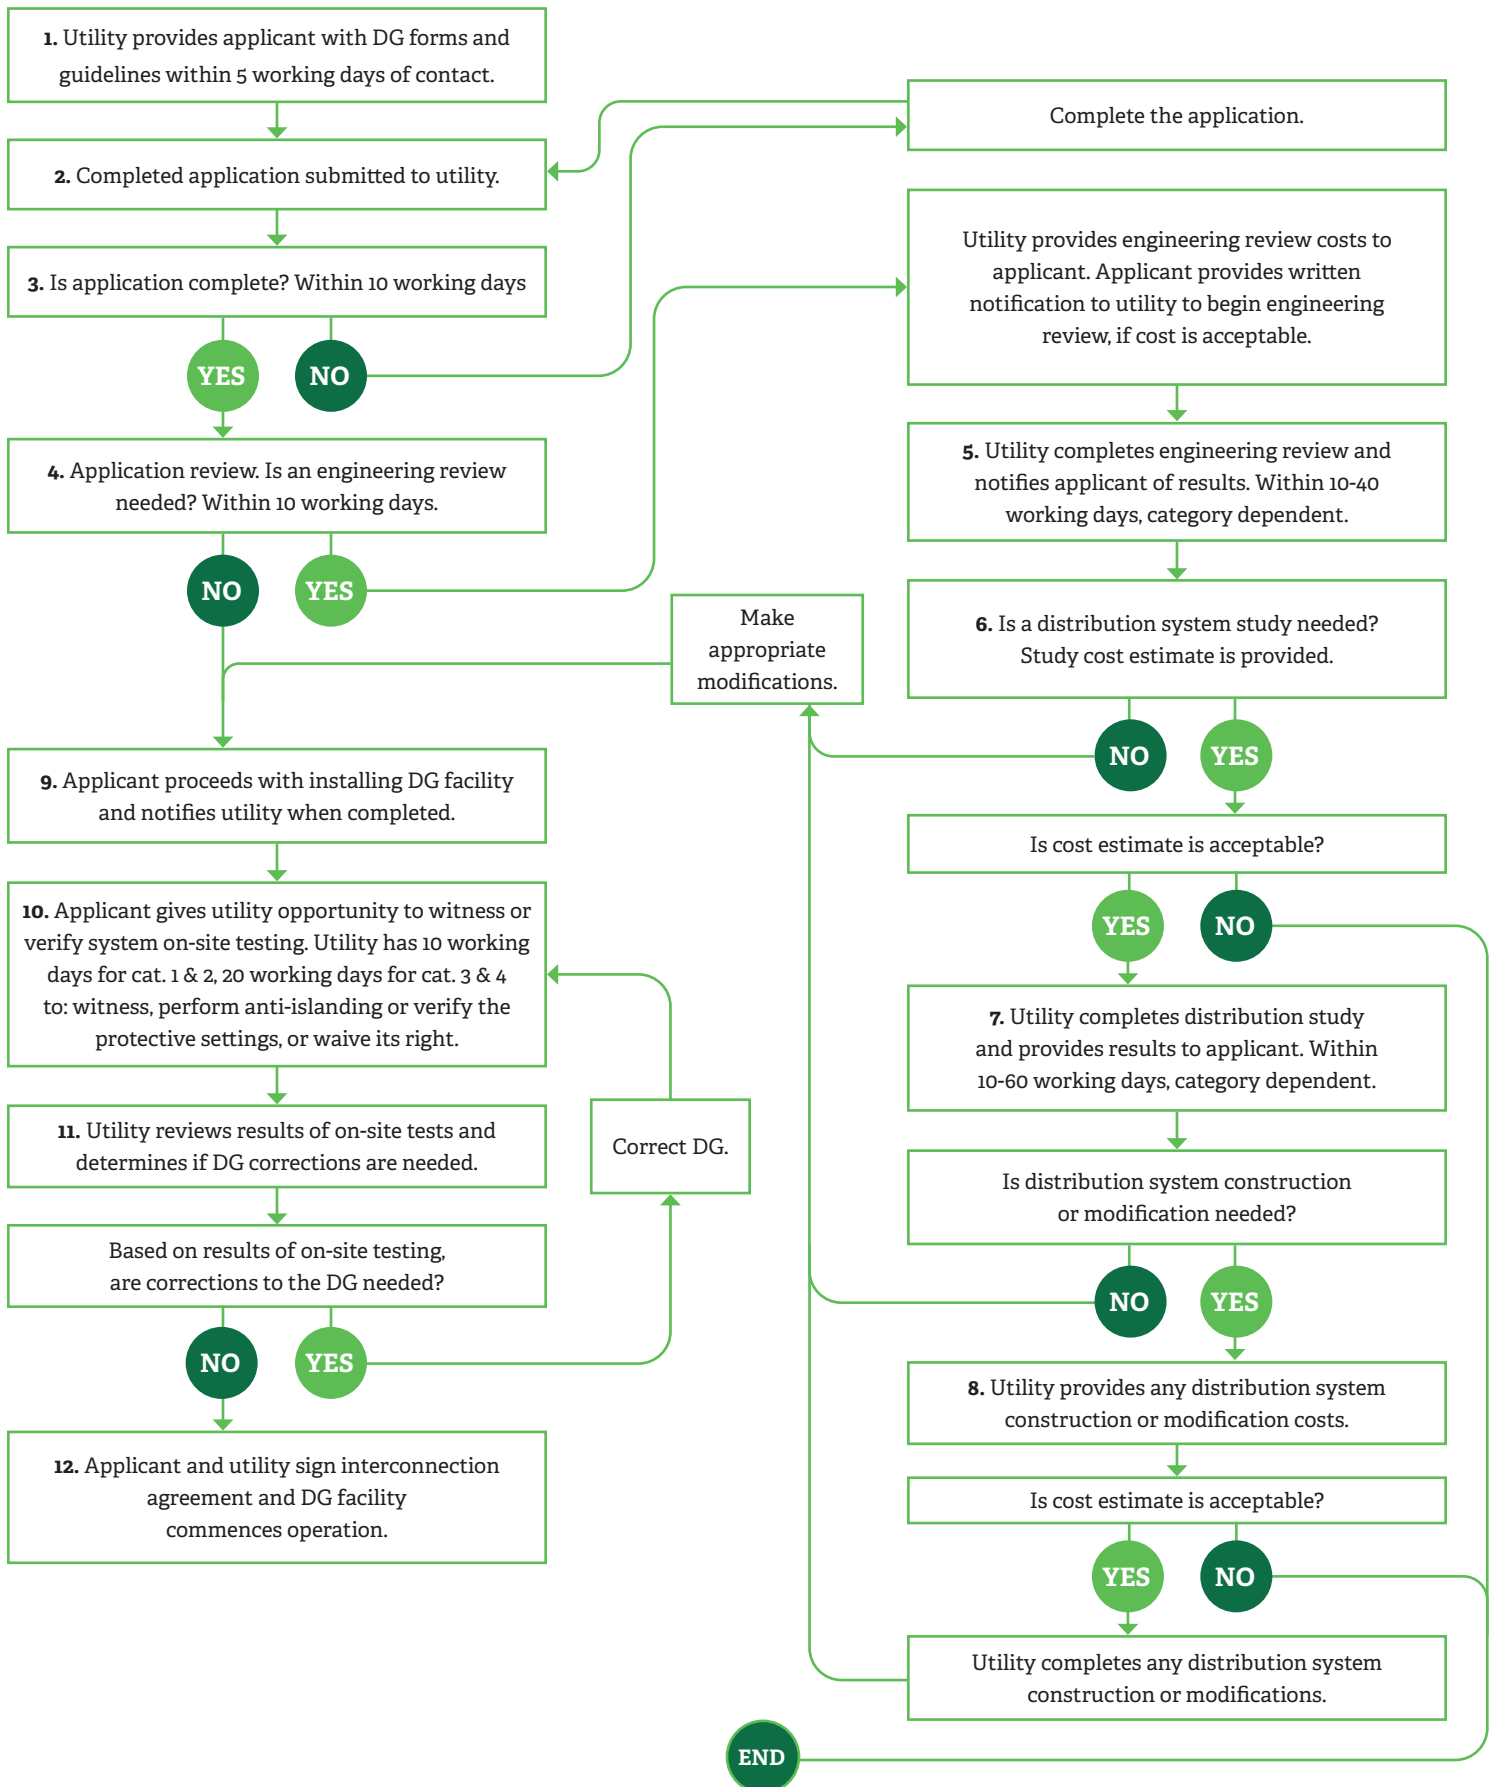 1. Utility provides applicant with DG forms and
guidelines within 5 working days of contact.
2. Completed application submitted to utility.
3. Is application complete? Within 10 working days
YES
NO
Complete the application.
4. Application review. Is an engineering review
needed? Within 10 working days.
NO
YES
Utility provides engineering review costs to
applicant. Applicant provides written
notification to utility to begin engineering
review, if cost is acceptable.
5. Utility completes engineering review and
notifies applicant of results. Within 10-40
working days, category dependent.
6. Is a distribution system study needed?
Study cost estimate is provided.
NO
YES
Make
appropriate
modifications.
Is cost estimate is acceptable?
YES
NO
7. Utility completes distribution study
and provides results to applicant. Within
10-60 working days, category dependent.
Is distribution system construction
or modification needed?
NO
YES
8. Utility provides any distribution system
construction or modification costs.
Is cost estimate is acceptable?
YES
NO
Utility completes any distribution system
construction or modifications.
END
9. Applicant proceeds with installing DG facility
and notifies utility when completed.
10. Applicant gives utility opportunity to witness or
verify system on-site testing. Utility has 10 working
days for cat. 1 & 2, 20 working days for cat. 3 & 4
to: witness, perform anti-islanding or verify the
protective settings, or waive its right.
11. Utility reviews results of on-site tests and
determines if DG corrections are needed.
Based on results of on-site testing,
are corrections to the DG needed?
NO
YES
Correct DG.
12. Applicant and utility sign interconnection
agreement and DG facility
commences operation.